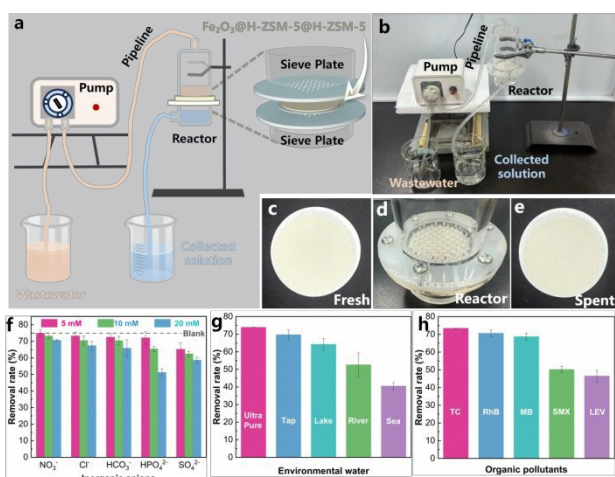 a
Fe₂O₃@H-ZSM-5@H-ZSM-5
Pipeline
Pump
Sieve Plate
Reactor
Sieve Plate
Wastewater
Collected
solution
b
Pipeline
Pump
Reactor
Wastewater
Collected
solution
c
Fresh
d
Reactor
e
Spent
f
5 mM 10 mM 20 mM
Blank
Removal rate (%)
80
70
60
50
40
30
20
10
0
NO₃⁻ Cl⁻ HCO₃⁻ HPO₄²⁻ SO₄²⁻
g
Removal rate (%)
80
70
60
50
40
30
20
10
0
Ultra
Pure
Tap
Lake
River
Sea
Environmental water
h
Removal rate (%)
80
70
60
50
40
30
20
10
0
TC
RhB
MB
SMX
LEV
Organic pollutants